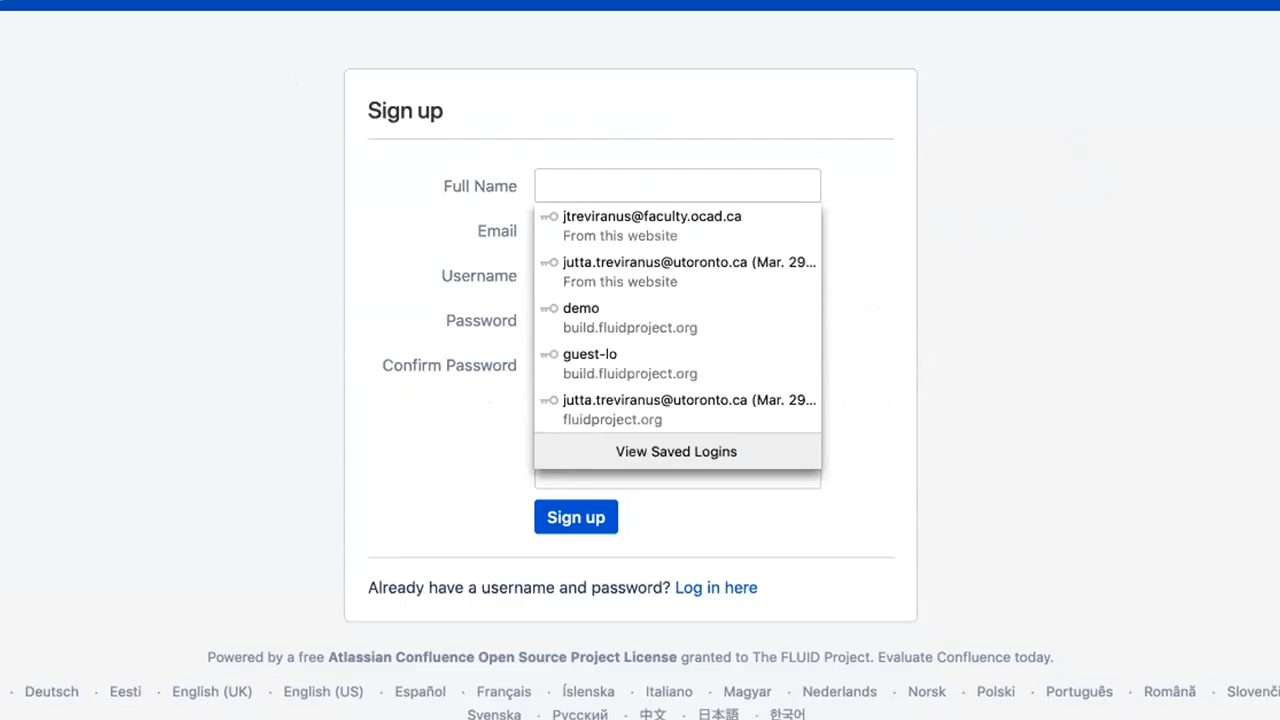 Sign up
Full Name
jtreviranus@faculty.ocad.ca
From this website
Email
jutta.treviranus@utoronto.ca (Mar. 29...
From this website
Username
demo
build.fluidproject.org
Password
guest-lo
build.fluidproject.org
Confirm Password
jutta.treviranus@utoronto.ca (Mar. 29...
fluidproject.org
View Saved Logins
Sign up
Already have a username and password? Log in here
Powered by a free Atlassian Confluence Open Source Project License granted to The FLUID Project. Evaluate Confluence today.
· Deutsch · Eesti · English (UK) · English (US) · Español · Français · Íslenska · Italiano · Magyar · Nederlands · Norsk · Polski · Português · Română · Slovenči
Svenska · Русский · 中文 · 日本語 · 한국어